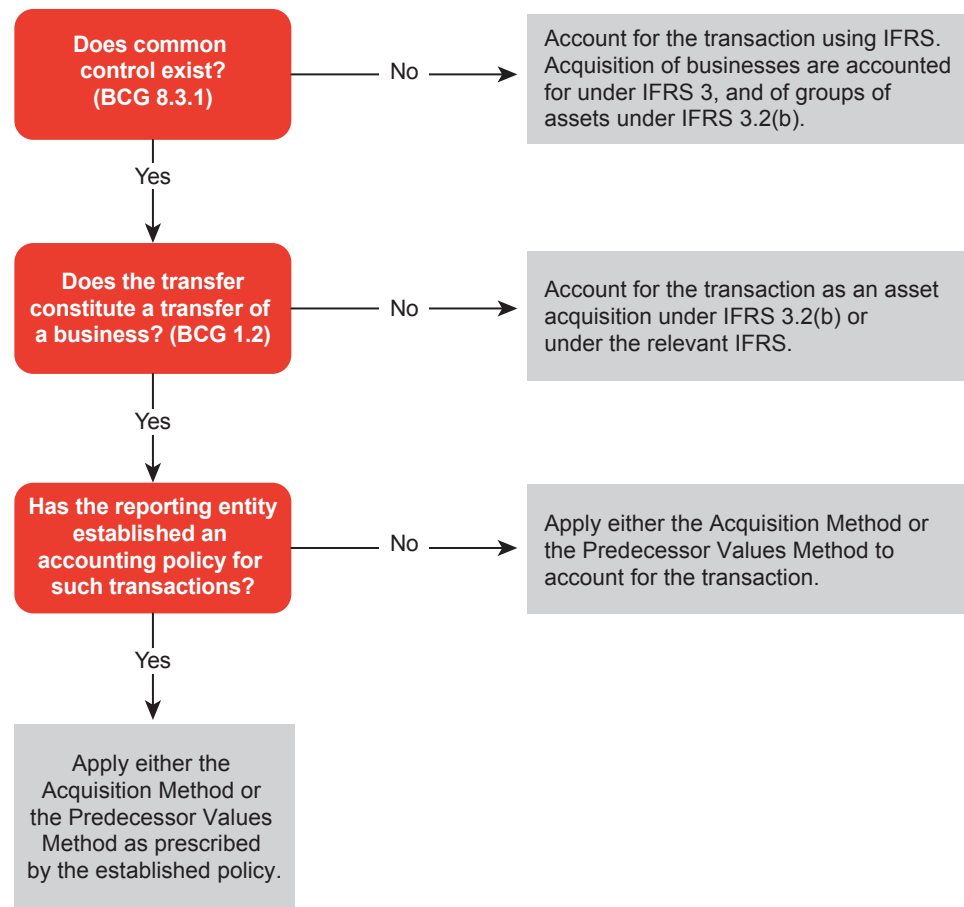 Does common
control exist?
(BCG 8.3.1)
No
Account for the transaction using IFRS.
Acquisition of businesses are accounted
for under IFRS 3, and of groups of
assets under IFRS 3.2(b).
Yes
Does the transfer
constitute a transfer of
a business? (BCG 1.2)
No
Account for the transaction as an asset
acquisition under IFRS 3.2(b) or
under the relevant IFRS.
Yes
Has the reporting entity
established an
accounting policy for
such transactions?
No
Apply either the Acquisition Method or
the Predecessor Values Method to
account for the transaction.
Yes
Apply either the
Acquisition Method or
the Predecessor Values
Method as prescribed
by the established policy.